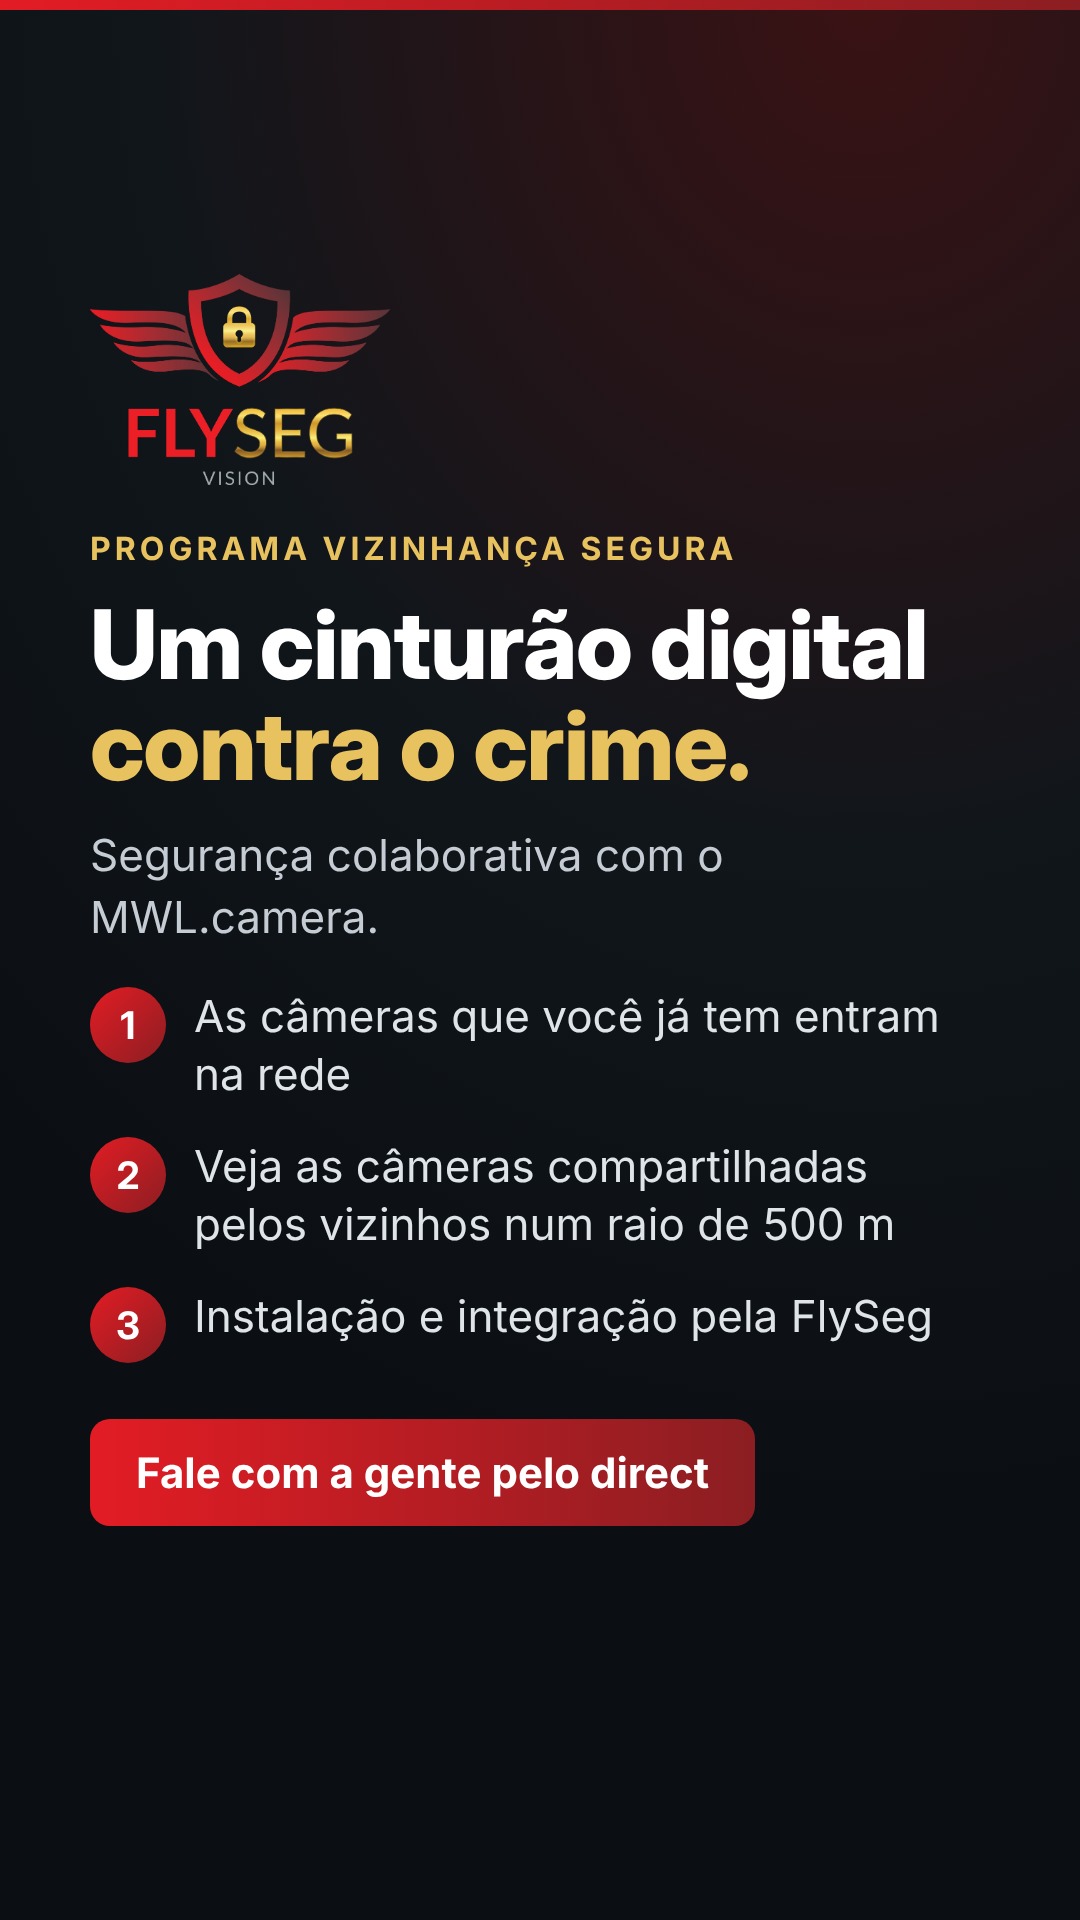 FLYSEG
VISION
PROGRAMA VIZINHANÇA SEGURA
Um cinturão digital
contra o crime.
Segurança colaborativa com o
MWL.camera.
1 As câmeras que você já tem entram
na rede
2 Veja as câmeras compartilhadas
pelos vizinhos num raio de 500 m
3 Instalação e integração pela FlySeg
Fale com a gente pelo direct